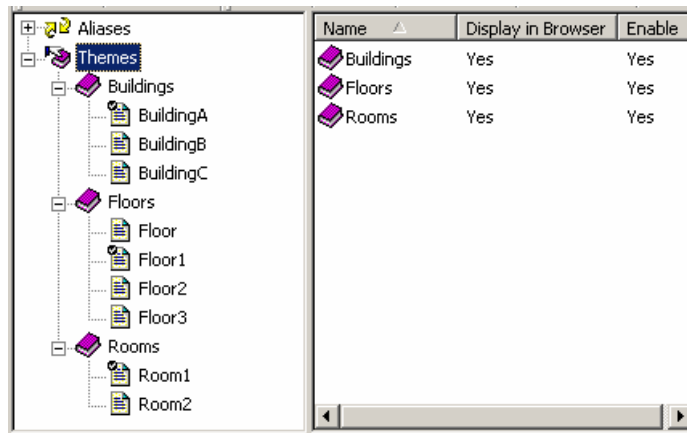 Aliases
Themes
Buildings
BuildingA
BuildingB
BuildingC
Floors
Floor
Floor1
Floor2
Floor3
Rooms
Room1
Room2
Name Display in Browser Enable
Buildings Yes Yes
Floors Yes Yes
Rooms Yes Yes